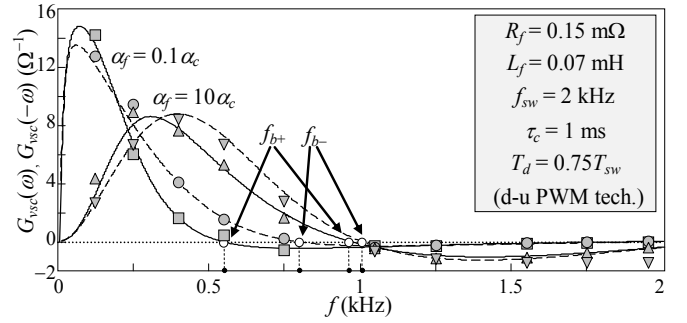 G_vsc(ω), G_vsc(−ω) (Ω⁻¹)
16
12
8
4
0
−2
α_f = 0.1α_c
α_f = 10α_c
f_b+
f_b−
R_f = 0.15 mΩ
L_f = 0.07 mH
f_sw = 2 kHz
τ_c = 1 ms
T_d = 0.75T_sw
(d-u PWM tech.)
0
0.5
1
1.5
2
f (kHz)